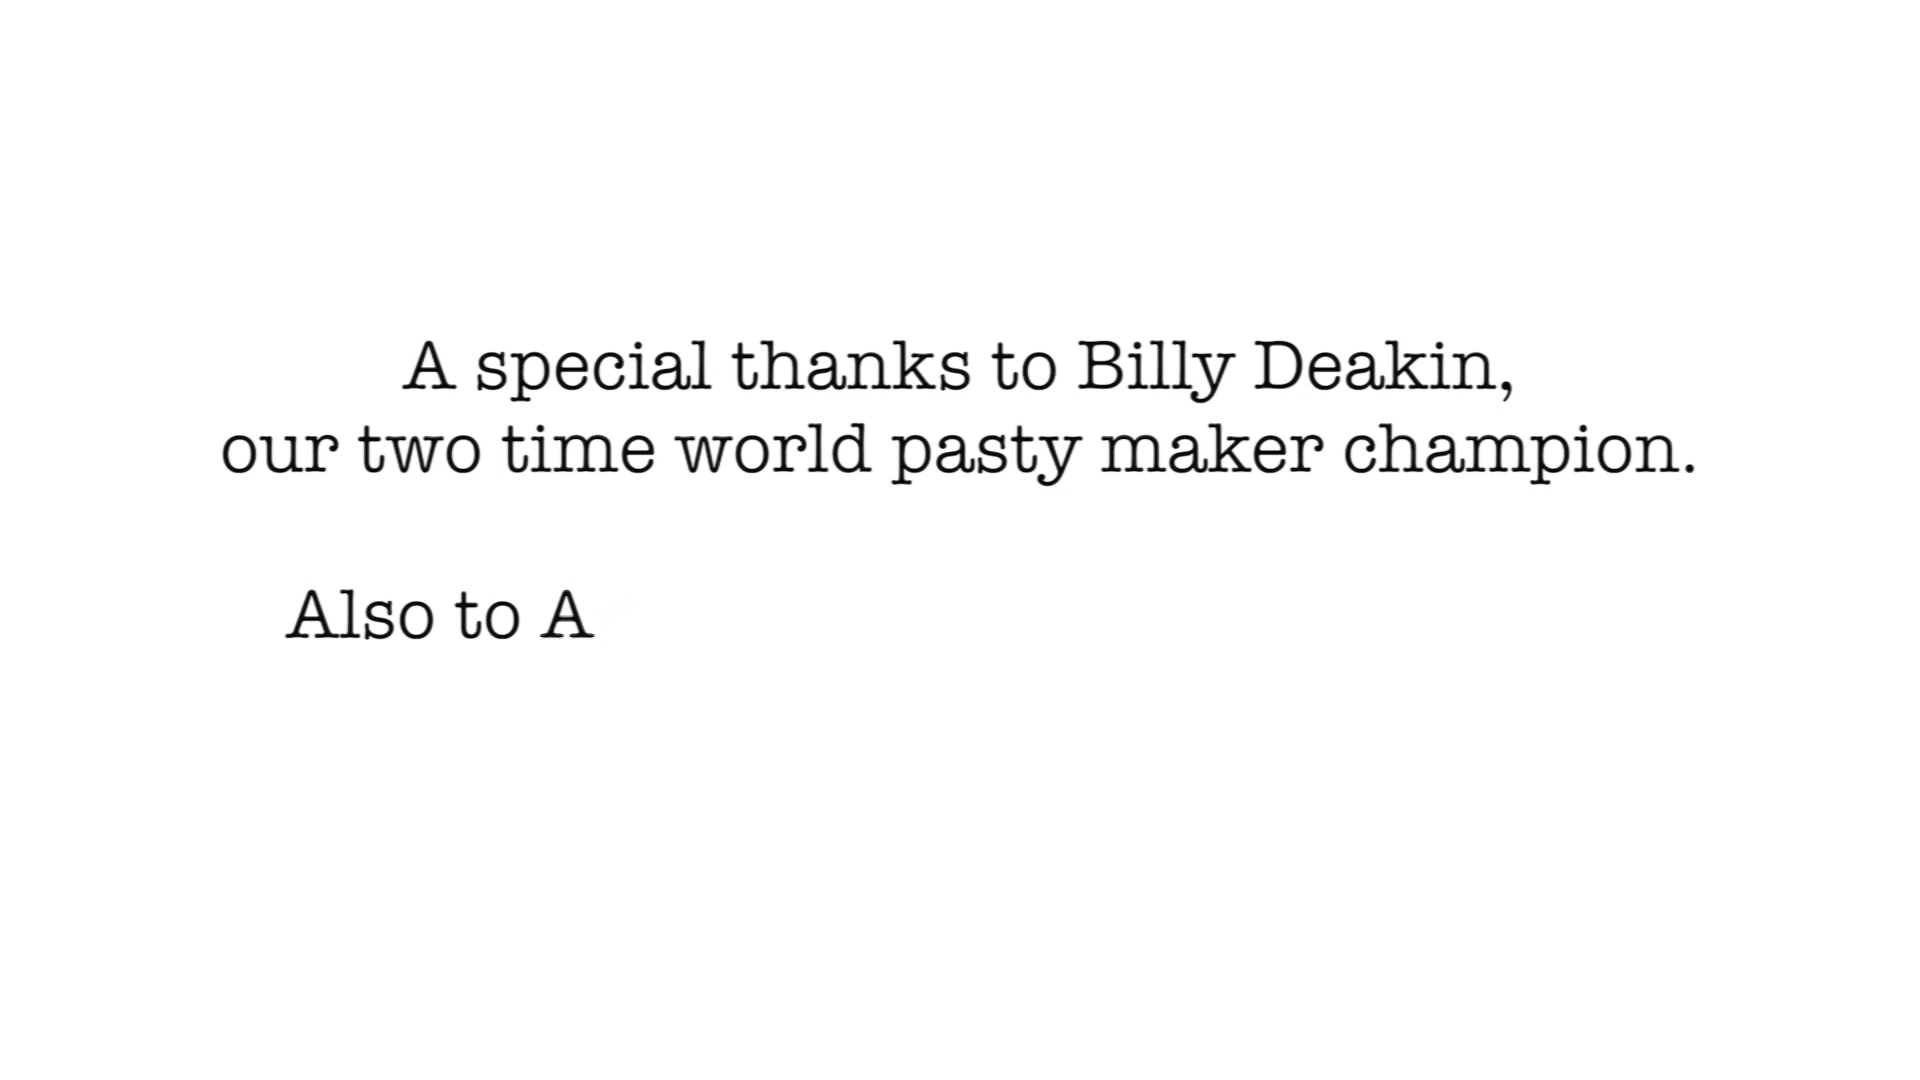 A special thanks to Billy Deakin,
our two time world pasty maker champion.
Also to A